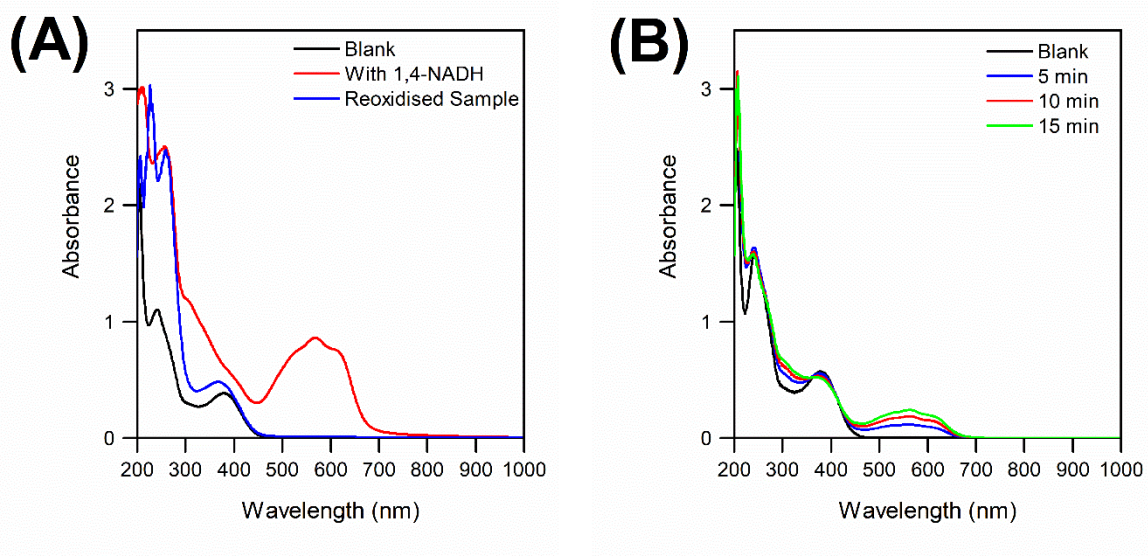 (A)
Blank
With 1,4-NADH
Reoxidised Sample
3
2
1
0
Absorbance
200 300 400 500 600 700 800 900 1000
Wavelength (nm)
(B)
Blank
5 min
10 min
15 min
3
2
1
0
Absorbance
200 300 400 500 600 700 800 900 1000
Wavelength (nm)